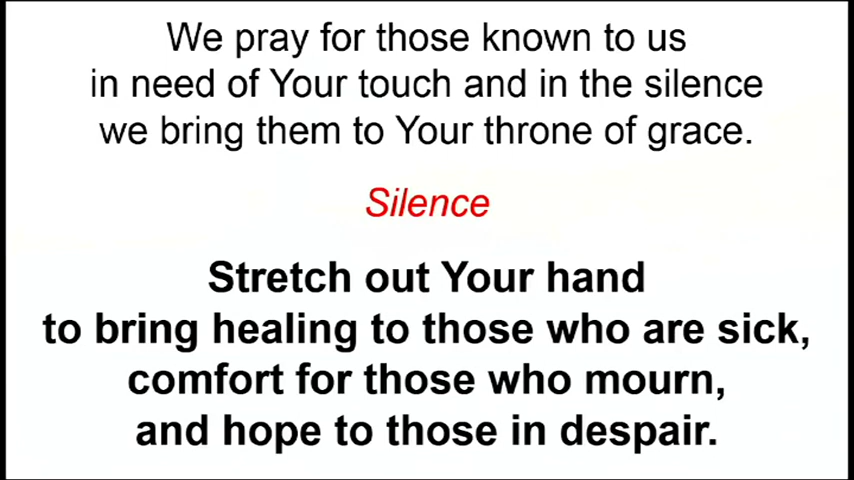 We pray for those known to us
in need of Your touch and in the silence
we bring them to Your throne of grace.
Silence
Stretch out Your hand
to bring healing to those who are sick,
comfort for those who mourn,
and hope to those in despair.